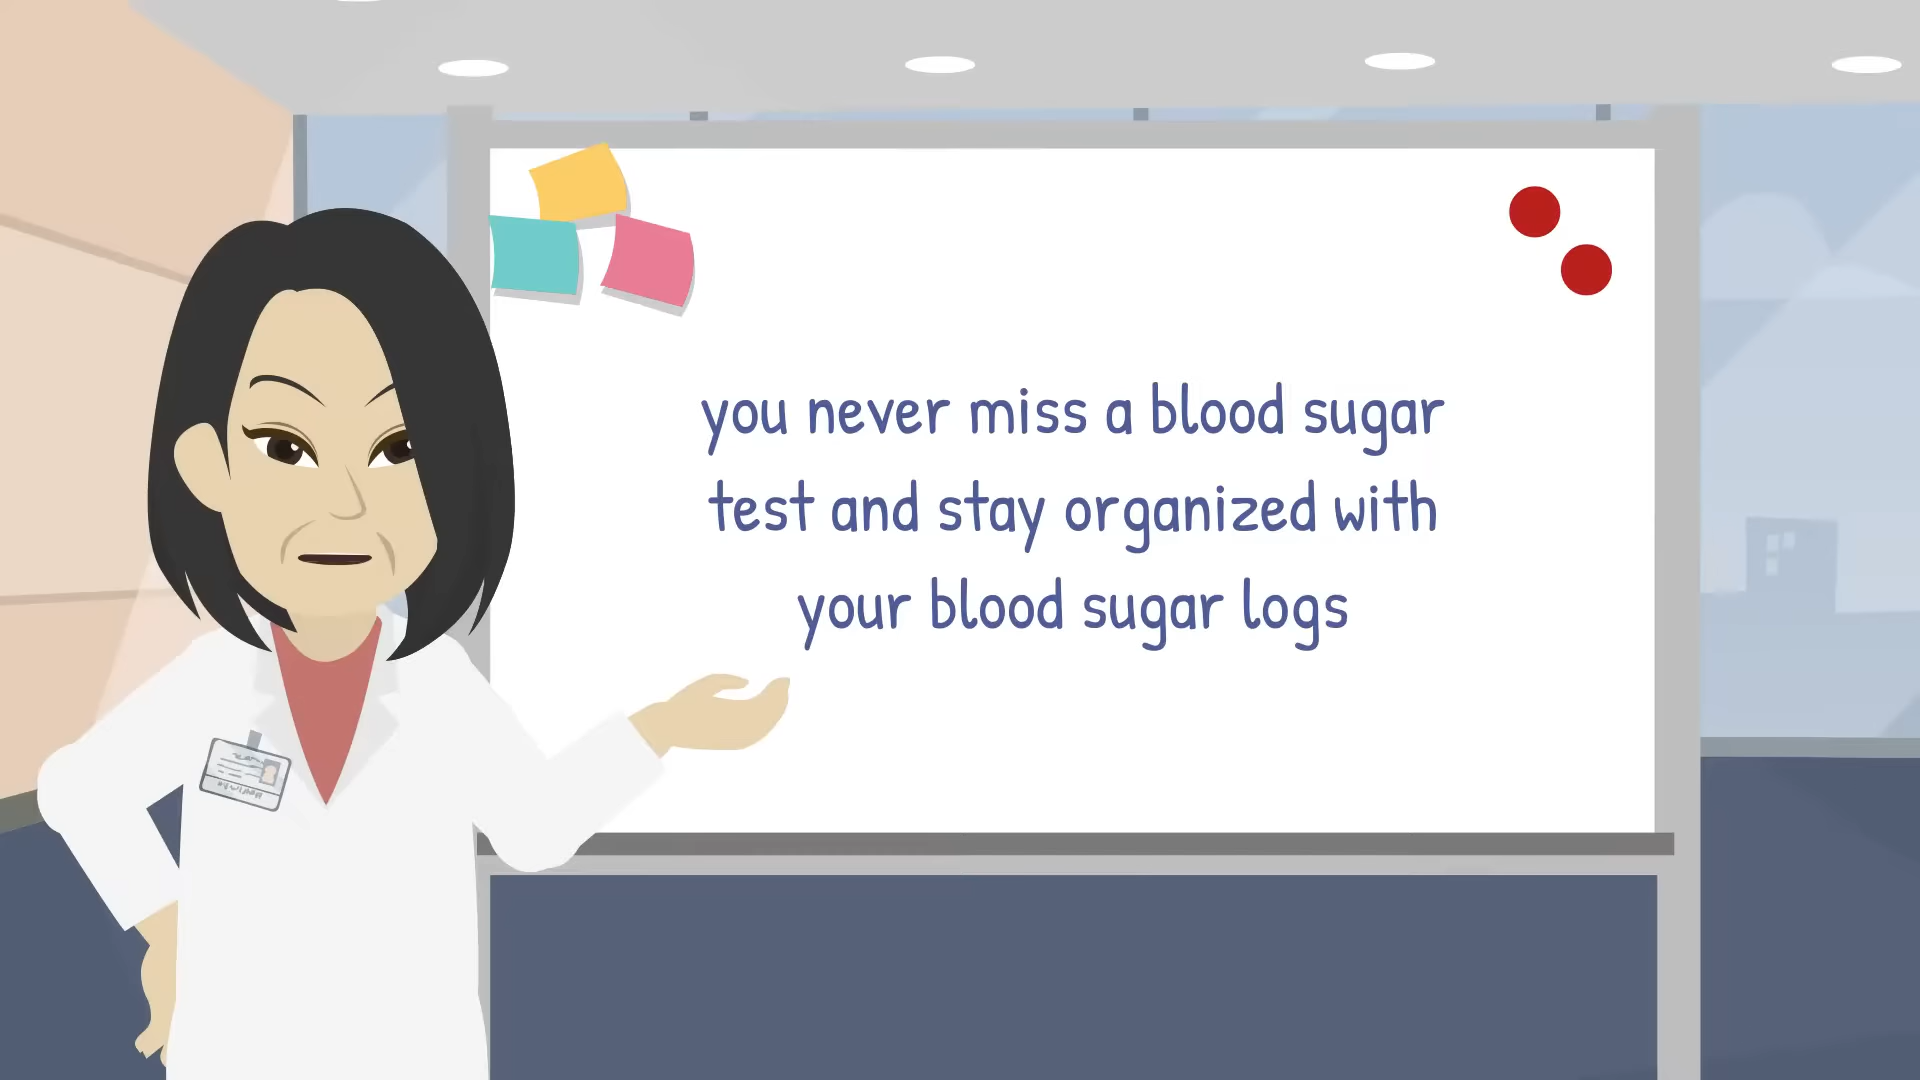 you never miss a blood sugar
test and stay organized with
your blood sugar logs